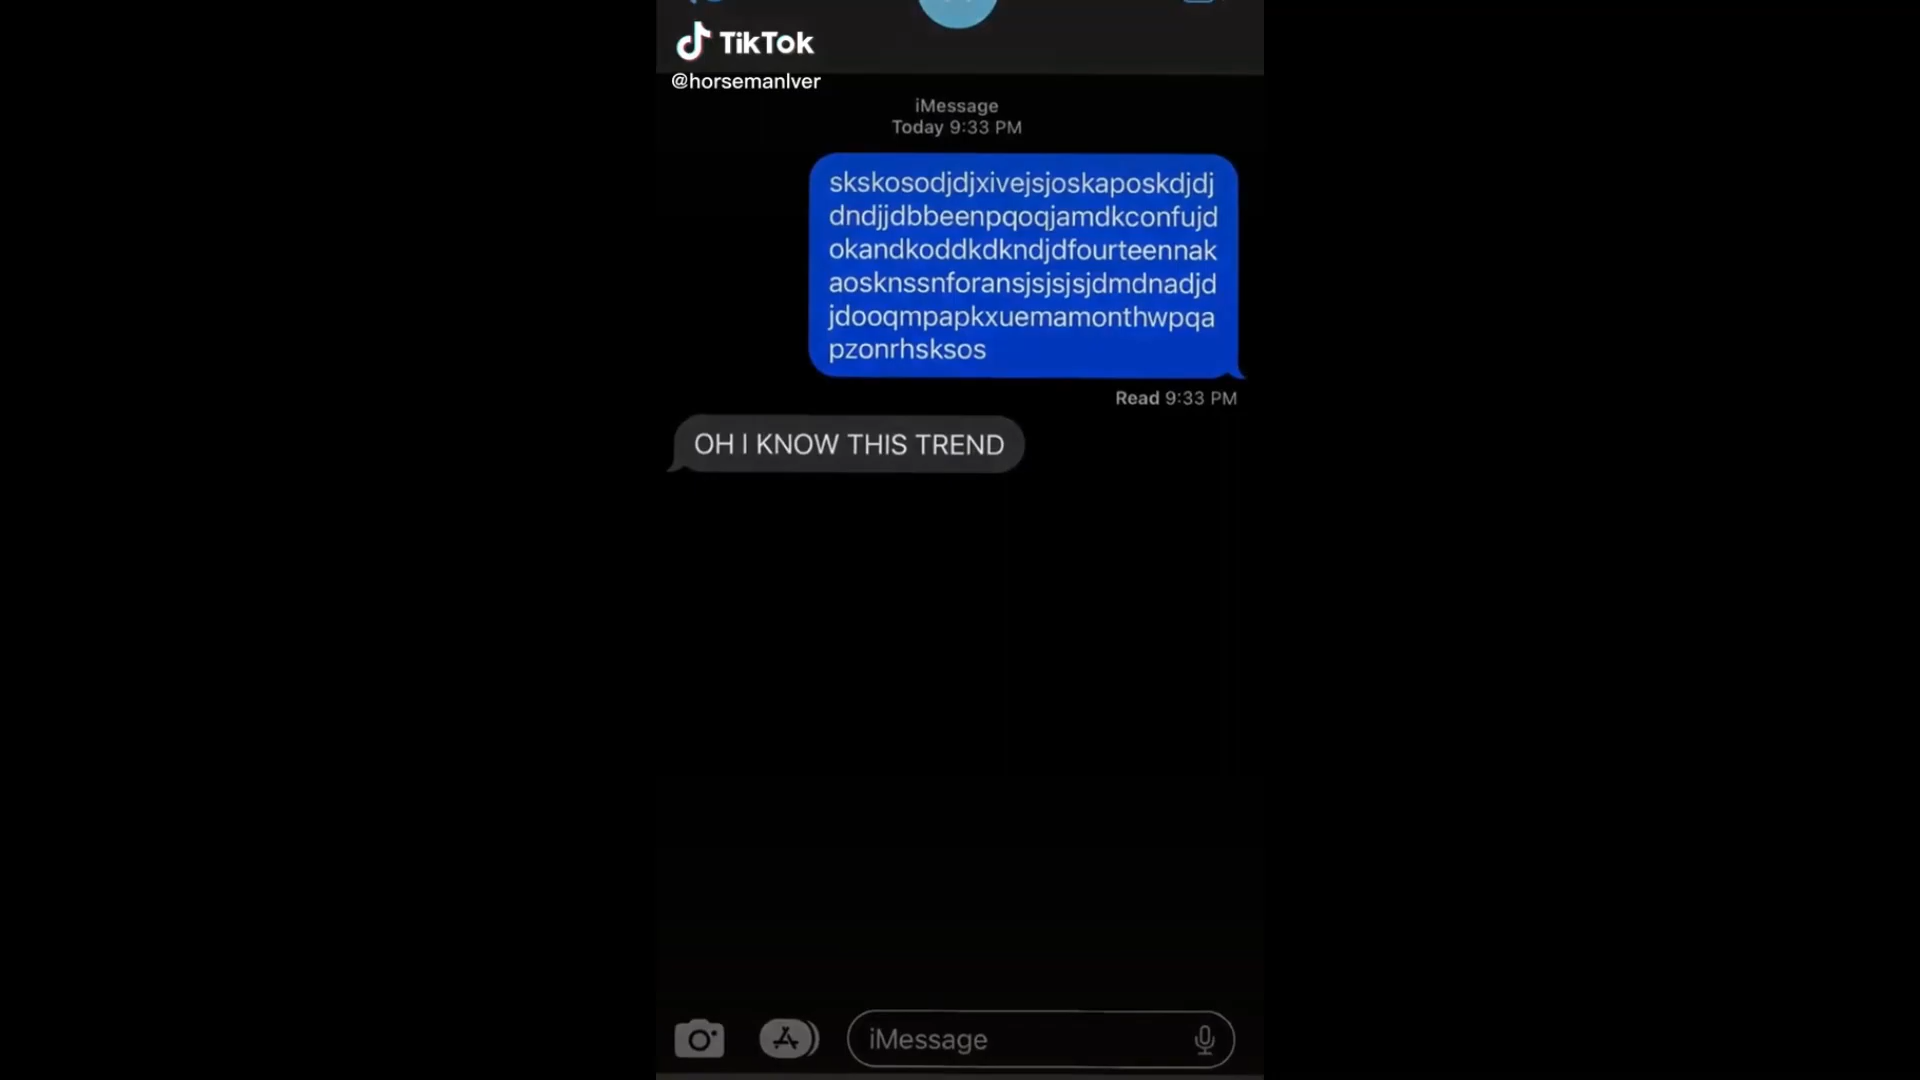 TikTok
@horsemanlver
iMessage
Today 9:33 PM
skskosodjdjxivejsjoskaposkdjdj
dndjjdbbeenpqoqjamdkconfujd
okandkoddkdkndjdfourteennak
aosknssnforansjsjsjsjdmdnadjd
jdooqmpapkxuemamonthwpqa
pzonrhsksos
Read 9:33 PM
OH I KNOW THIS TREND
iMessage